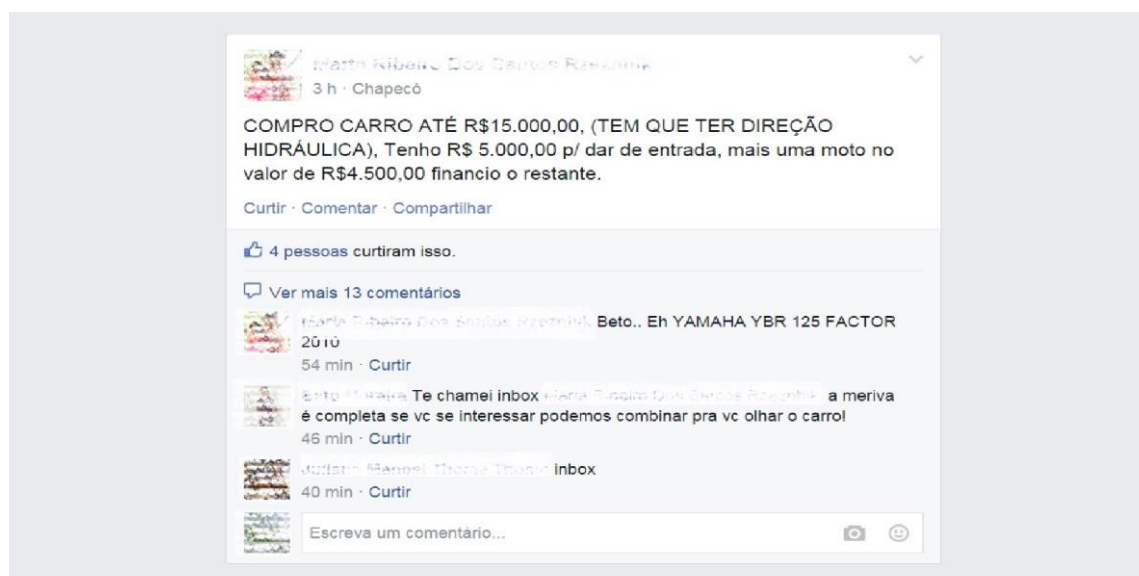 3 h · Chapecó
COMPRO CARRO ATÉ R$15.000,00, (TEM QUE TER DIREÇÃO
HIDRÁULICA), Tenho R$ 5.000,00 p/ dar de entrada, mais uma moto no
valor de R$4.500,00 financio o restante.
Curtir · Comentar · Compartilhar
4 pessoas curtiram isso.
Ver mais 13 comentários
Beto.. Eh YAMAHA YBR 125 FACTOR
2010
54 min · Curtir
Te chamei inbox a meriva
é completa se vc se interessar podemos combinar pra vc olhar o carro!
46 min · Curtir
inbox
40 min · Curtir
Escreva um comentário...